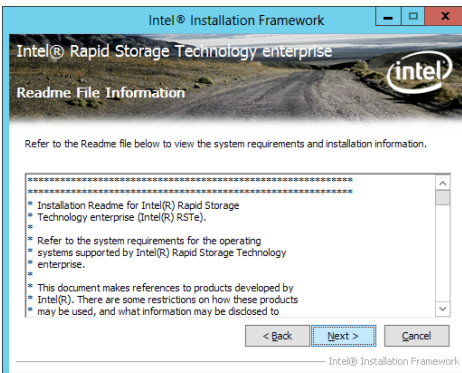 Intel® Installation Framework
Intel® Rapid Storage Technology enterprise
intel
Readme File Information
Refer to the Readme file below to view the system requirements and installation information.
************************************************************
************************************************************
* Installation Readme for Intel(R) Rapid Storage
* Technology enterprise (Intel(R) RSTe).
*
* Refer to the system requirements for the operating
* systems supported by Intel(R) Rapid Storage Technology
* enterprise.
*
* This document makes references to products developed by
* Intel(R). There are some restrictions on how these products
* may be used, and what information may be disclosed to
< Back Next > Cancel
Intel® Installation Framework